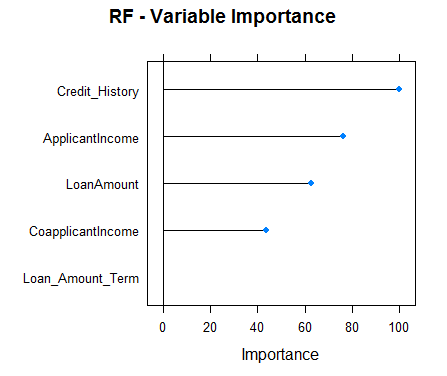 RF - Variable Importance
Credit_History
ApplicantIncome
LoanAmount
CoapplicantIncome
Loan_Amount_Term
0 20 40 60 80 100
Importance